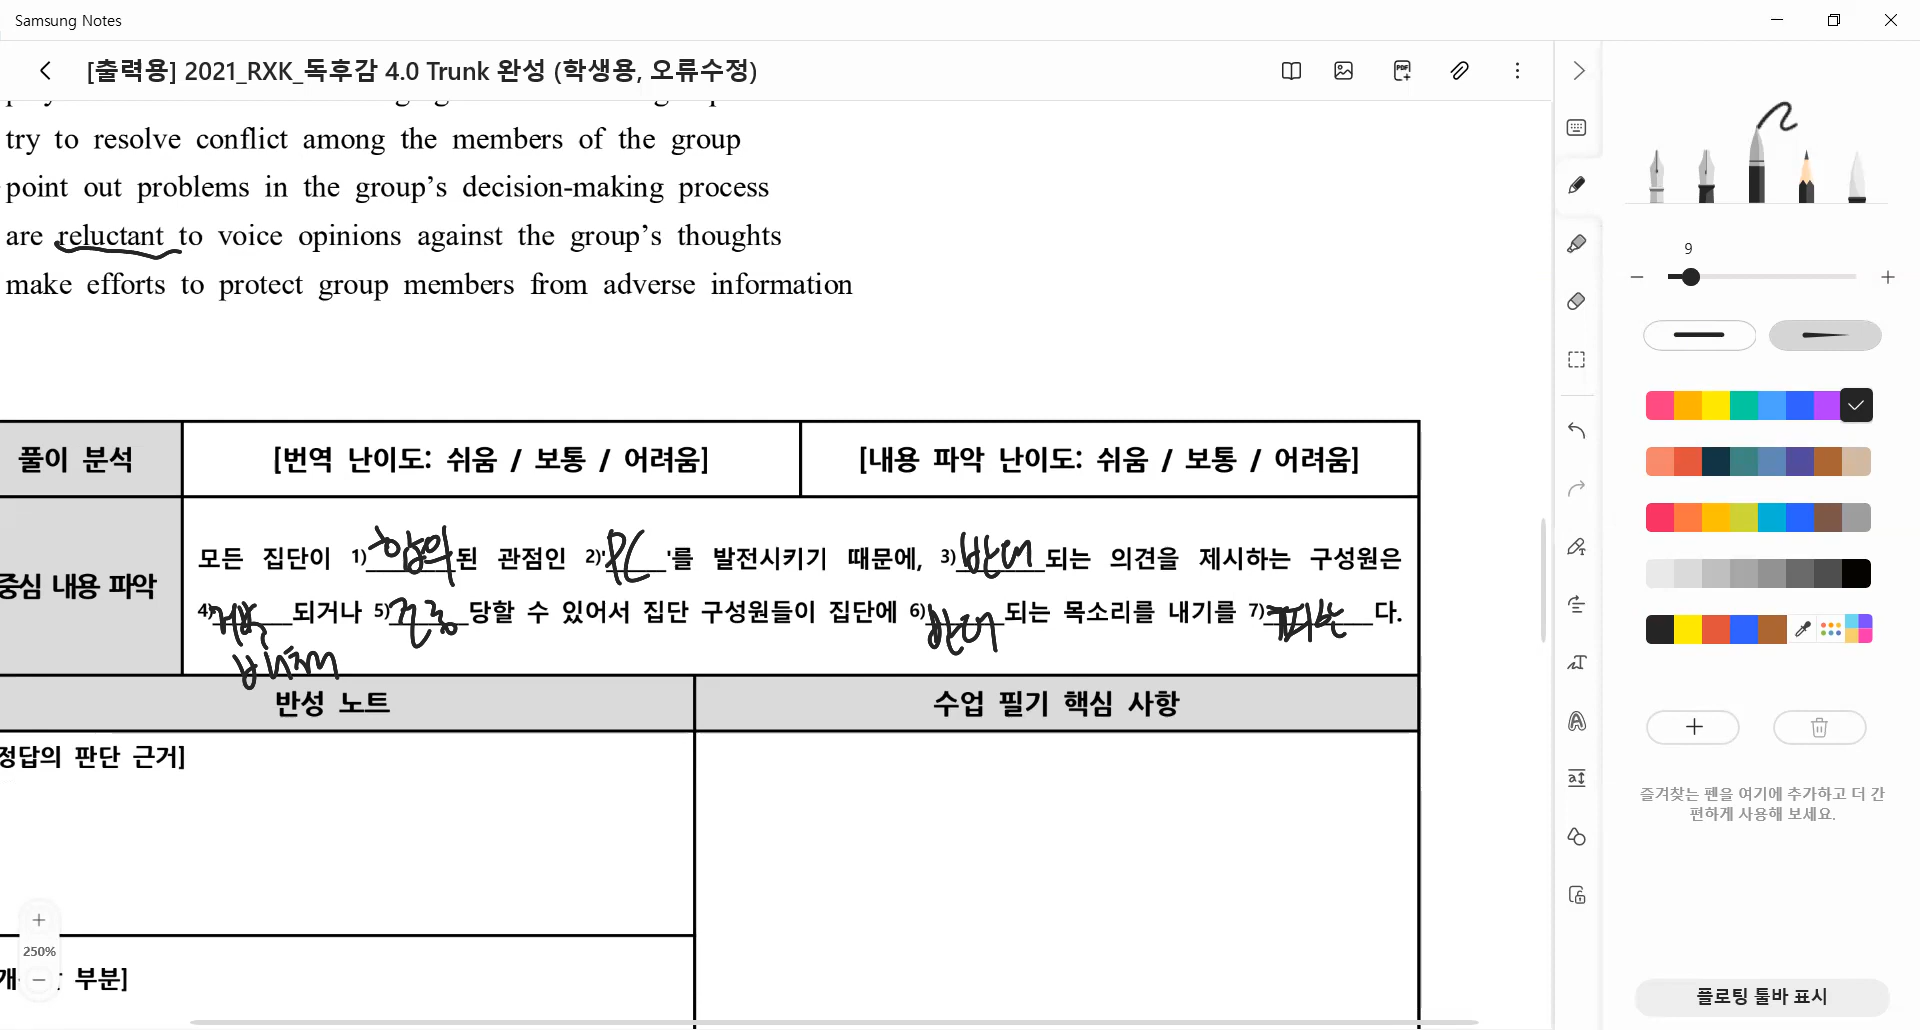 Samsung Notes
[출력용] 2021_RXK_독후감 4.0 Trunk 완성 (학생용, 오류수정)
try to resolve conflict among the members of the group
point out problems in the group's decision-making process
are reluctant to voice opinions against the group's thoughts
make efforts to protect group members from adverse information
풀이 분석 [번역 난이도: 쉬움 / 보통 / 어려움] [내용 파악 난이도: 쉬움 / 보통 / 어려움]
중심 내용 파악
모든 집단이 1)합의된 관점인 2)'PC'를 발전시키기 때문에, 3)반대되는 의견을 제시하는 구성원은
4)되거나 5)조롱당할 수 있어서 집단 구성원들이 집단에 6)반대되는 목소리를 내기를 7)다.
반성 노트 수업 필기 핵심 사항
정답의 판단 근거]
부분]
250%
9
즐겨찾는 펜을 여기에 추가하고 더 간
편하게 사용해 보세요.
플로팅 툴바 표시